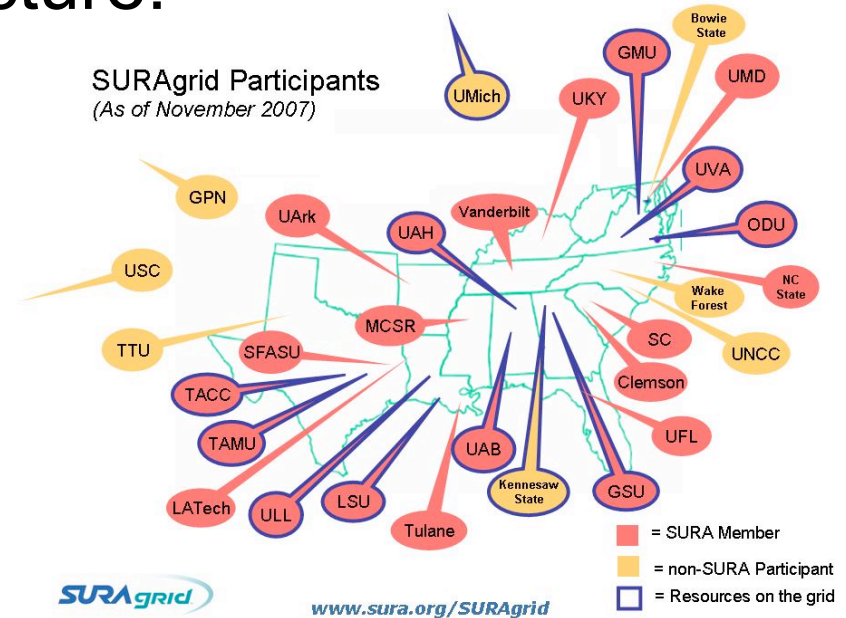 SURAgrid Participants
(As of November 2007)
Bowie
State
GMU
UMD
UMich
UKY
UVA
GPN
UArk
Vanderbilt
UAH
ODU
USC
NC
State
Wake
Forest
MCSR
SC
TTU
SFASU
UNCC
Clemson
TACC
TAMU
UFL
UAB
Kennesaw
State
GSU
LATech
ULL
LSU
Tulane
= SURA Member
= non-SURA Participant
= Resources on the grid
SURAgrid
www.sura.org/SURAgrid